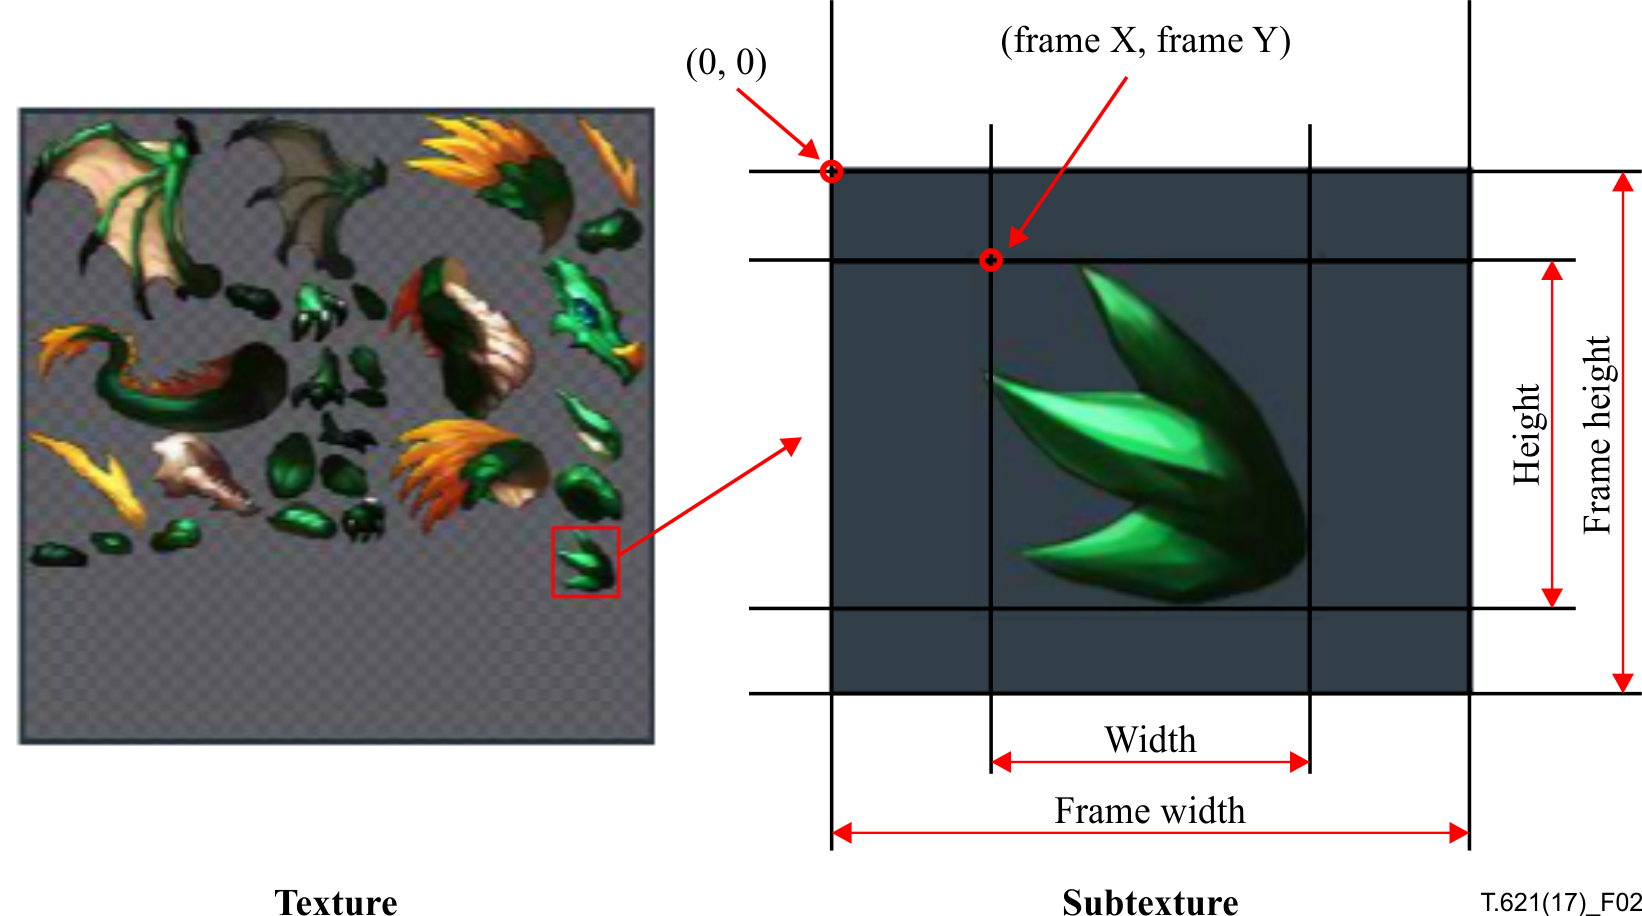 (0, 0)
(frame X, frame Y)
Height
Frame height
Width
Frame width
Texture
Subtexture
T.621(17)_F02